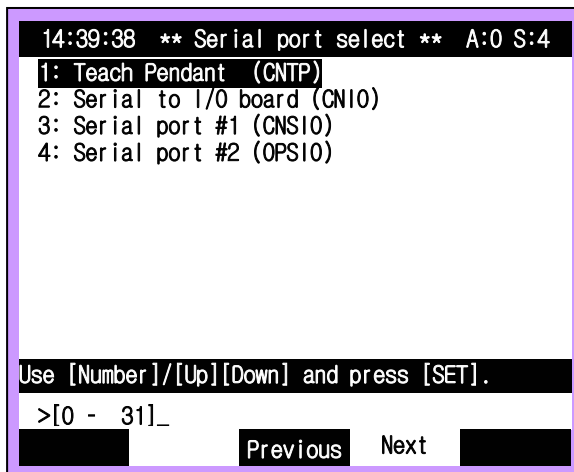 14:39:38 ** Serial port select ** A:0 S:4
1: Teach Pendant (CNTP)
2: Serial to I/O board (CNIO)
3: Serial port #1 (CNSIO)
4: Serial port #2 (OPSIO)
Use [Number]/[Up][Down] and press [SET].
>[0 - 31]_
Previous Next